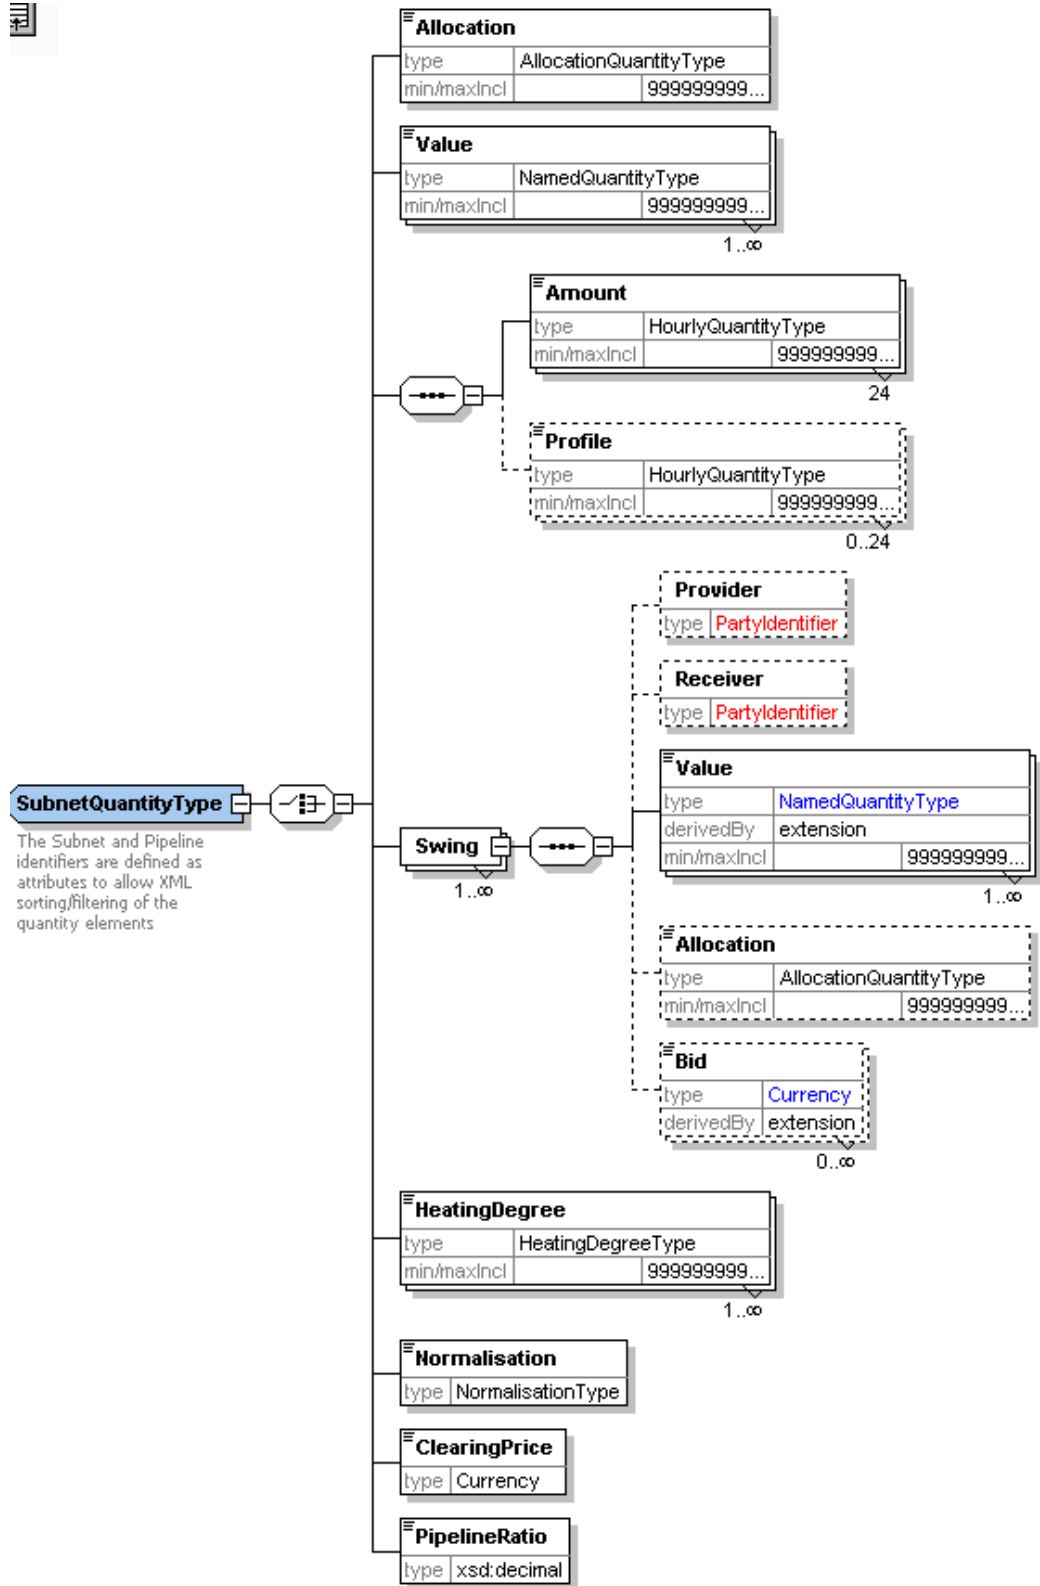 Allocation
type AllocationQuantityType
min/maxIncl 999999999...
Value
type NamedQuantityType
min/maxIncl 999999999...
1..∞
Amount
type HourlyQuantityType
min/maxIncl 999999999...
24
Profile
type HourlyQuantityType
min/maxIncl 999999999...
0..24
Provider
type PartyIdentifier
Receiver
type PartyIdentifier
Value
type NamedQuantityType
derivedBy extension
min/maxIncl 999999999...
1..∞
SubnetQuantityType
The Subnet and Pipeline
identifiers are defined as
attributes to allow XML
sorting/filtering of the
quantity elements
Swing
1..∞
Allocation
type AllocationQuantityType
min/maxIncl 999999999...
Bid
type Currency
derivedBy extension
0..∞
HeatingDegree
type HeatingDegreeType
min/maxIncl 999999999...
1..∞
Normalisation
type NormalisationType
ClearingPrice
type Currency
PipelineRatio
type xsd:decimal